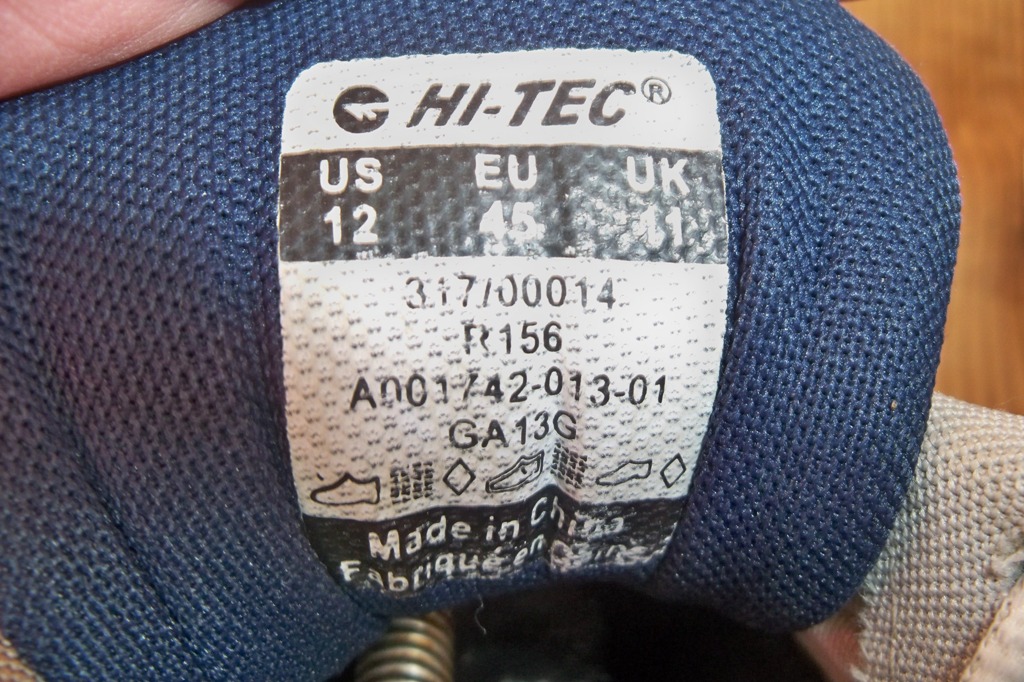 HI-TEC®
US EU UK
12 45 11
317/00014
R156
A001742-013-01
GA13G
Made in China
Fabriqué en Chine